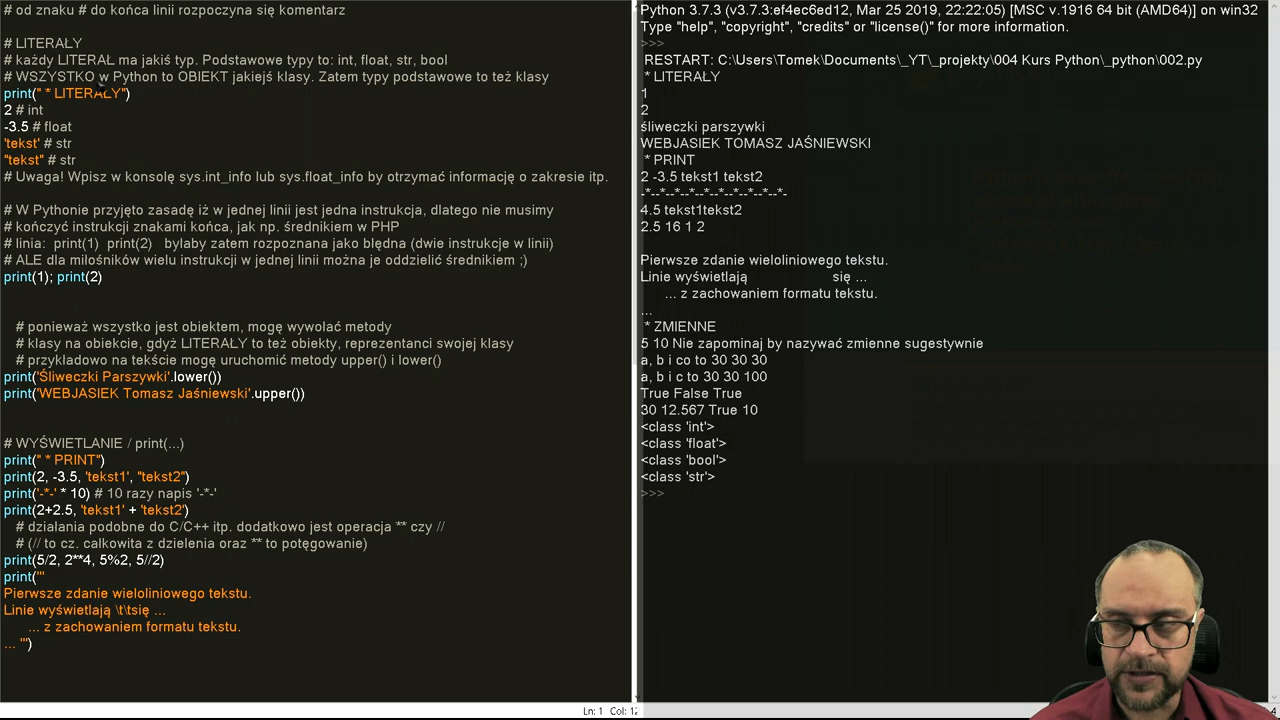 # od znaku # do końca linii rozpoczyna się komentarz
# LITERAŁY
# każdy LITERAŁ ma jakiś typ. Podstawowe typy to: int, float, str, bool
# WSZYSTKO w Python to OBIEKT jakiejś klasy. Zatem typy podstawowe to też klasy
print(" * LITERAŁY")
2 # int
-3.5 # float
'tekst' # str
"tekst" # str
# Uwaga! Wpisz w konsolę sys.int_info lub sys.float_info by otrzymać informację o zakresie itp.
# W Pythonie przyjęto zasadę iż w jednej linii jest jedna instrukcja, dlatego nie musimy
# kończyć instrukcji znakami końca, jak np. średnikiem w PHP
# linia:  print(1)  print(2)   byłaby zatem rozpoznana jako błędna (dwie instrukcje w linii)
# ALE dla miłośników wielu instrukcji w jednej linii można je oddzielić średnikiem ;)
print(1); print(2)
# ponieważ wszystko jest obiektem, mogę wywołać metody
# klasy na obiekcie, gdyż LITERAŁY to też obiekty, reprezentanci swojej klasy
# przykładowo na tekście mogę uruchomić metody upper() i lower()
print('Śliweczki Parszywki'.lower())
print('WEBJASIEK Tomasz Jaśniewski'.upper())
# WYŚWIETLANIE / print(...)
print(" * PRINT")
print(2, -3.5, 'tekst1', "tekst2")
print('-*-' * 10) # 10 razy napis '-*-'
print(2+2.5, 'tekst1' + 'tekst2')
# działania podobne do C/C++ itp. dodatkowo jest operacja ** czy //
# (// to cz. całkowita z dzielenia oraz ** to potęgowanie)
print(5/2, 2**4, 5%2, 5//2)
print('''
Pierwsze zdanie wieloliniowego tekstu.
Linie wyświetlają \t\tsię ...
... z zachowaniem formatu tekstu.
... ''')
Ln: 1  Col: 12
Python 3.7.3 (v3.7.3:ef4ec6ed12, Mar 25 2019, 22:22:05) [MSC v.1916 64 bit (AMD64)] on win32
Type "help", "copyright", "credits" or "license()" for more information.
>>>
RESTART: C:\Users\Tomek\Documents\_YT\_projekty\004 Kurs Python\_python\002.py
* LITERAŁY
1
2
śliweczki parszywki
WEBJASIEK TOMASZ JAŚNIEWSKI
* PRINT
2 -3.5 tekst1 tekst2
-*--*--*--*--*--*--*--*--*--*-
4.5 tekst1tekst2
2.5 16 1 2
Pierwsze zdanie wieloliniowego tekstu.
Linie wyświetlają 		się ...
... z zachowaniem formatu tekstu.
...
* ZMIENNE
5 10 Nie zapominaj by nazywać zmienne sugestywnie
a, b i co to 30 30 30
a, b i c to 30 30 100
True False True
30 12.567 True 10
<class 'int'>
<class 'float'>
<class 'bool'>
<class 'str'>
>>>